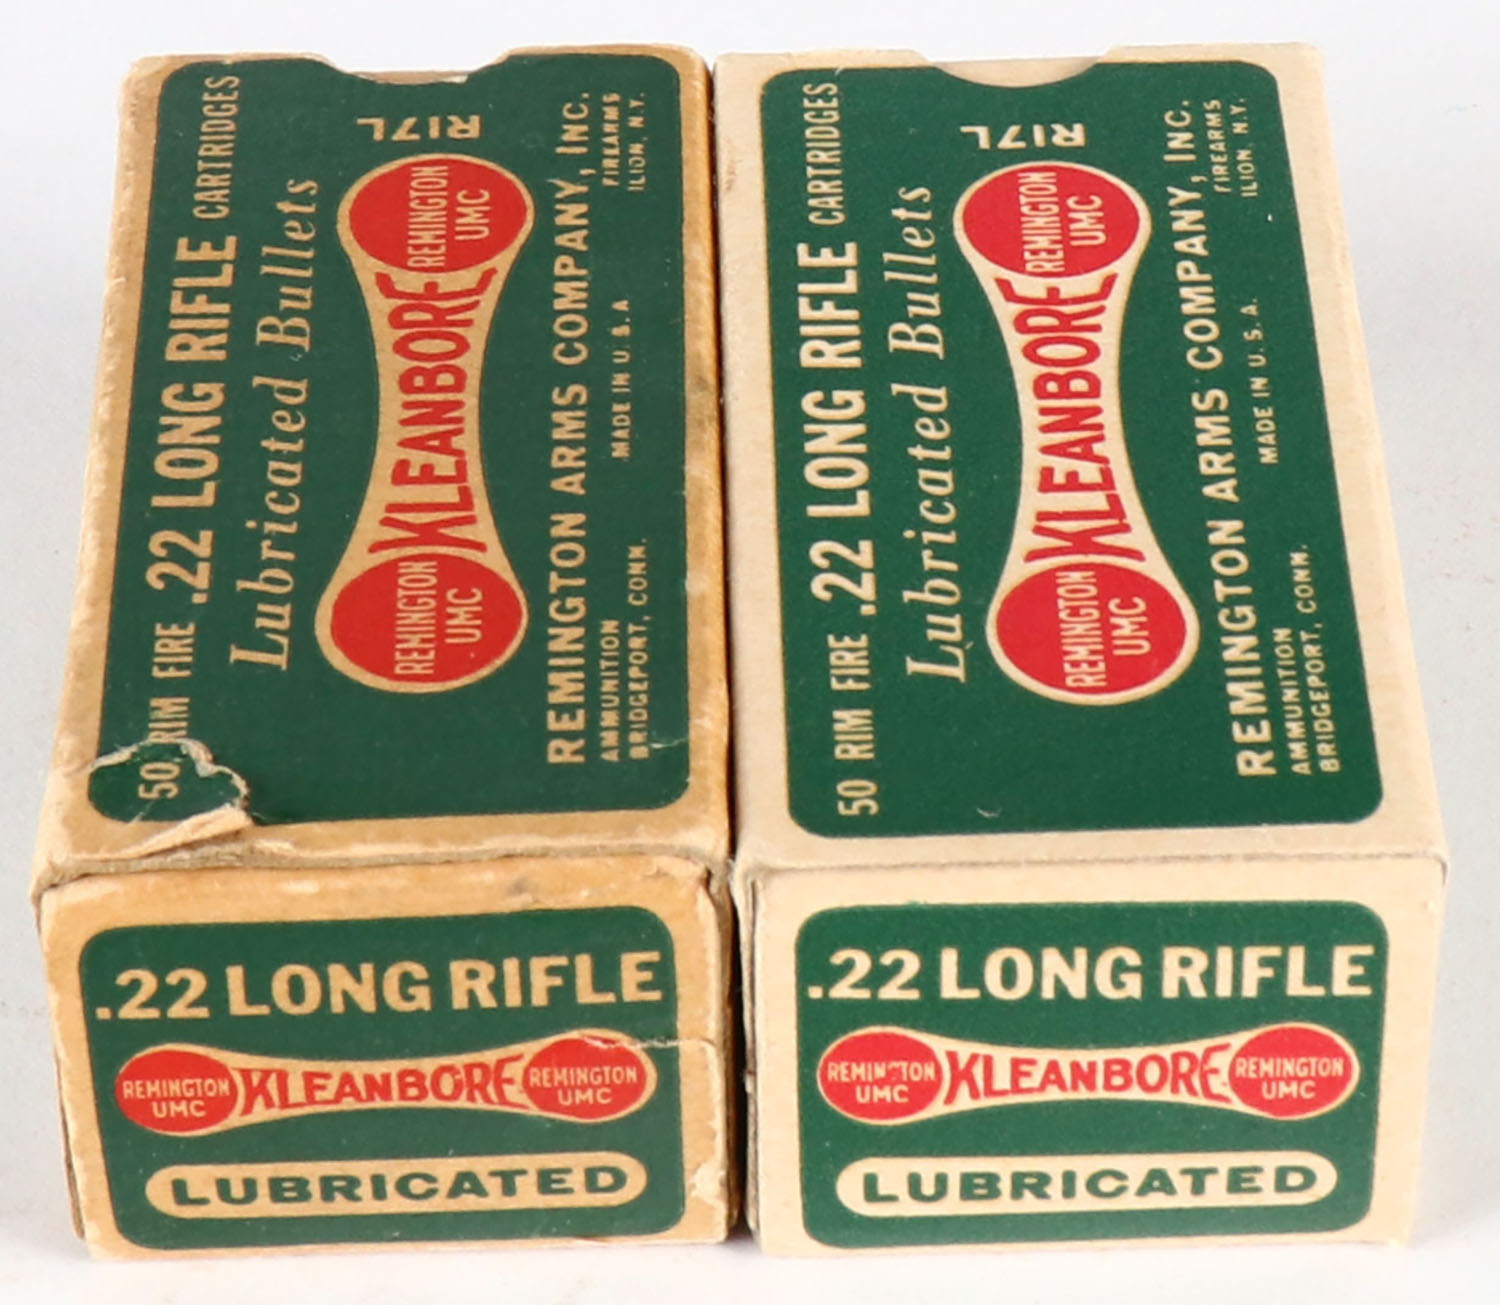 50 RIM FIRE .22 LONG RIFLE CARTRIDGES
Lubricated Bullets
R17L
REMINGTON
UMC
KLEANBORE
REMINGTON
UMC
REMINGTON ARMS COMPANY, INC.
AMMUNITION
BRIDGEPORT, CONN.
MADE IN U.S.A
FIREARMS
ILION, N.Y.
.22 LONG RIFLE
REMINGTON
UMC
KLEANBORE
REMINGTON
UMC
LUBRICATED
50 RIM FIRE .22 LONG RIFLE CARTRIDGES
Lubricated Bullets
R17L
REMINGTON
UMC
KLEANBORE
REMINGTON
UMC
REMINGTON ARMS COMPANY, INC.
AMMUNITION
BRIDGEPORT, CONN.
MADE IN U.S.A.
FIREARMS
ILION, N.Y.
.22 LONG RIFLE
REMINGTON
UMC
KLEANBORE
REMINGTON
UMC
LUBRICATED